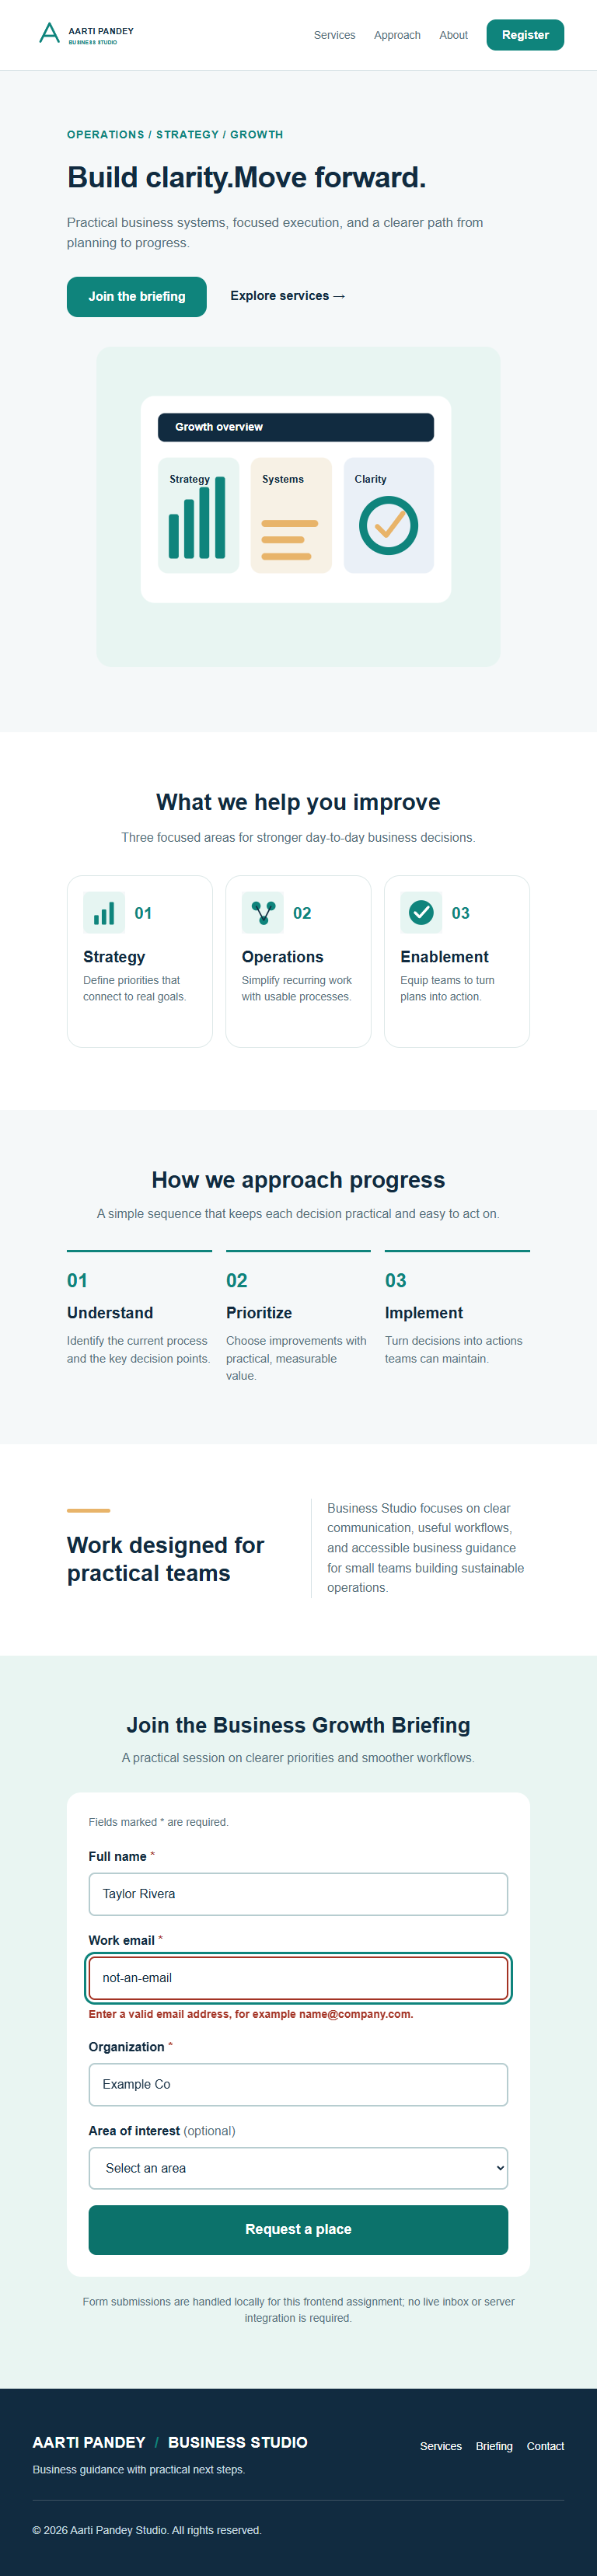 AARTI PANDEY
BUSINESS STUDIO
Services
Approach
About
Register
OPERATIONS / STRATEGY / GROWTH
Build clarity.Move forward.
Practical business systems, focused execution, and a clearer path from
planning to progress.
Join the briefing
Explore services →
Growth overview
Strategy
Systems
Clarity
What we help you improve
Three focused areas for stronger day-to-day business decisions.
01
Strategy
Define priorities that
connect to real goals.
02
Operations
Simplify recurring work
with usable processes.
03
Enablement
Equip teams to turn
plans into action.
How we approach progress
A simple sequence that keeps each decision practical and easy to act on.
01
Understand
Identify the current process
and the key decision points.
02
Prioritize
Choose improvements with
practical, measurable
value.
03
Implement
Turn decisions into actions
teams can maintain.
Work designed for
practical teams
Business Studio focuses on clear
communication, useful workflows,
and accessible business guidance
for small teams building sustainable
operations.
Join the Business Growth Briefing
A practical session on clearer priorities and smoother workflows.
Fields marked * are required.
Full name *
Taylor Rivera
Work email *
not-an-email
Enter a valid email address, for example name@company.com.
Organization *
Example Co
Area of interest (optional)
Select an area
Request a place
Form submissions are handled locally for this frontend assignment; no live inbox or server
integration is required.
AARTI PANDEY / BUSINESS STUDIO
Business guidance with practical next steps.
Services
Briefing
Contact
© 2026 Aarti Pandey Studio. All rights reserved.